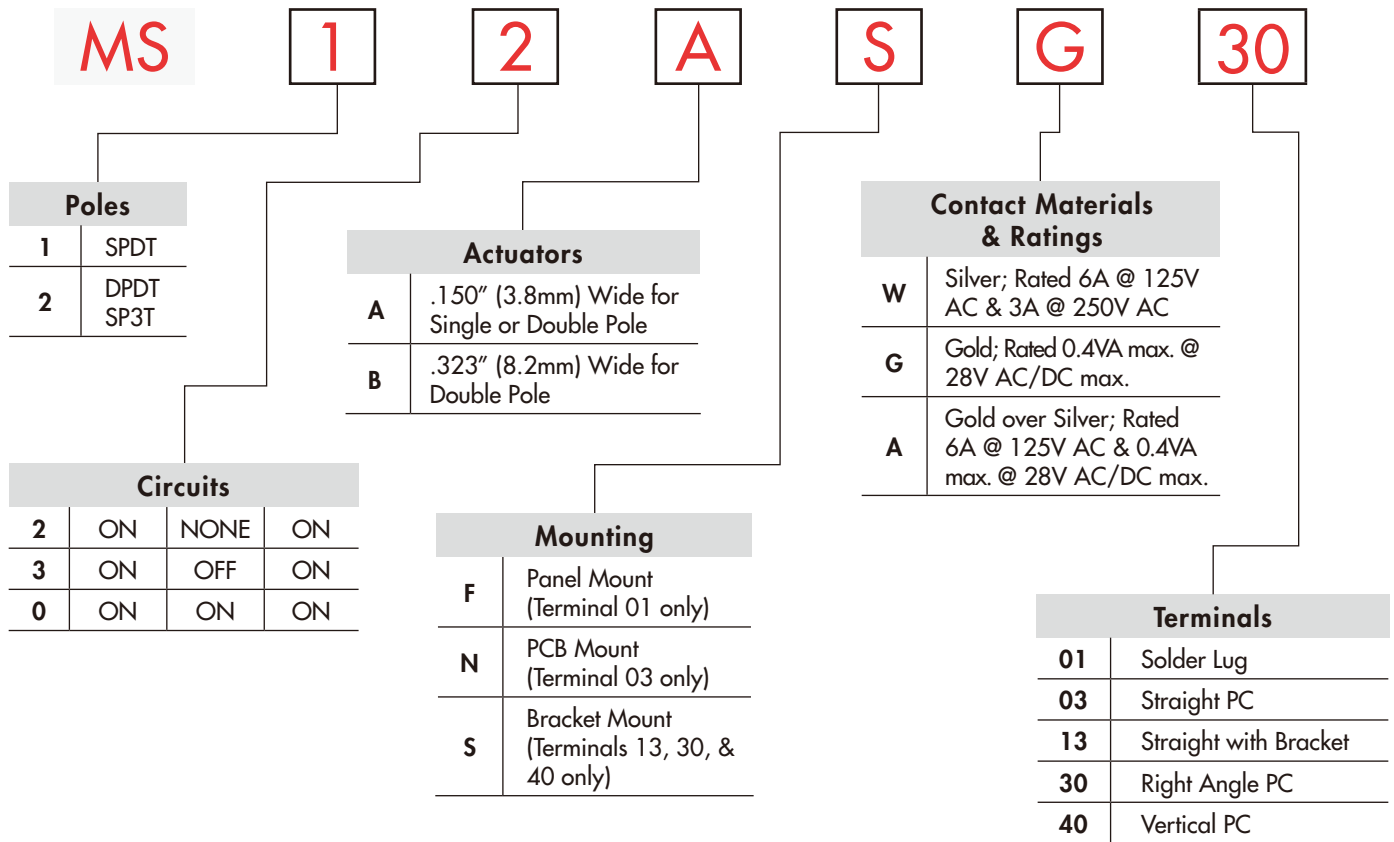 MS 1 2 A S G 30
Poles
1 SPDT
2 DPDT
SP3T
Circuits
2 ON NONE ON
3 ON OFF ON
0 ON ON ON
Actuators
A .150" (3.8mm) Wide for
Single or Double Pole
B .323" (8.2mm) Wide for
Double Pole
Mounting
F Panel Mount
(Terminal 01 only)
N PCB Mount
(Terminal 03 only)
S Bracket Mount
(Terminals 13, 30, &
40 only)
Contact Materials
& Ratings
W Silver; Rated 6A @ 125V
AC & 3A @ 250V AC
G Gold; Rated 0.4VA max. @
28V AC/DC max.
A Gold over Silver; Rated
6A @ 125V AC & 0.4VA
max. @ 28V AC/DC max.
Terminals
01 Solder Lug
03 Straight PC
13 Straight with Bracket
30 Right Angle PC
40 Vertical PC